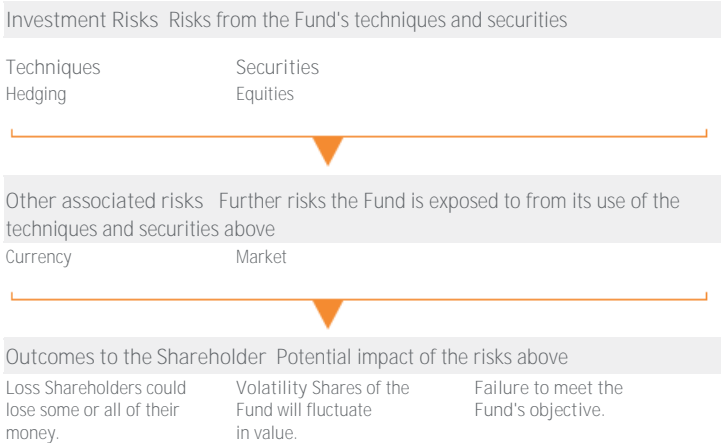 Investment Risks Risks from the Fund's techniques and securities
Techniques Securities
Hedging Equities
Other associated risks Further risks the Fund is exposed to from its use of the
techniques and securities above
Currency Market
Outcomes to the Shareholder Potential impact of the risks above
Loss Shareholders could
lose some or all of their
money.
Volatility Shares of the
Fund will fluctuate
in value.
Failure to meet the
Fund's objective.